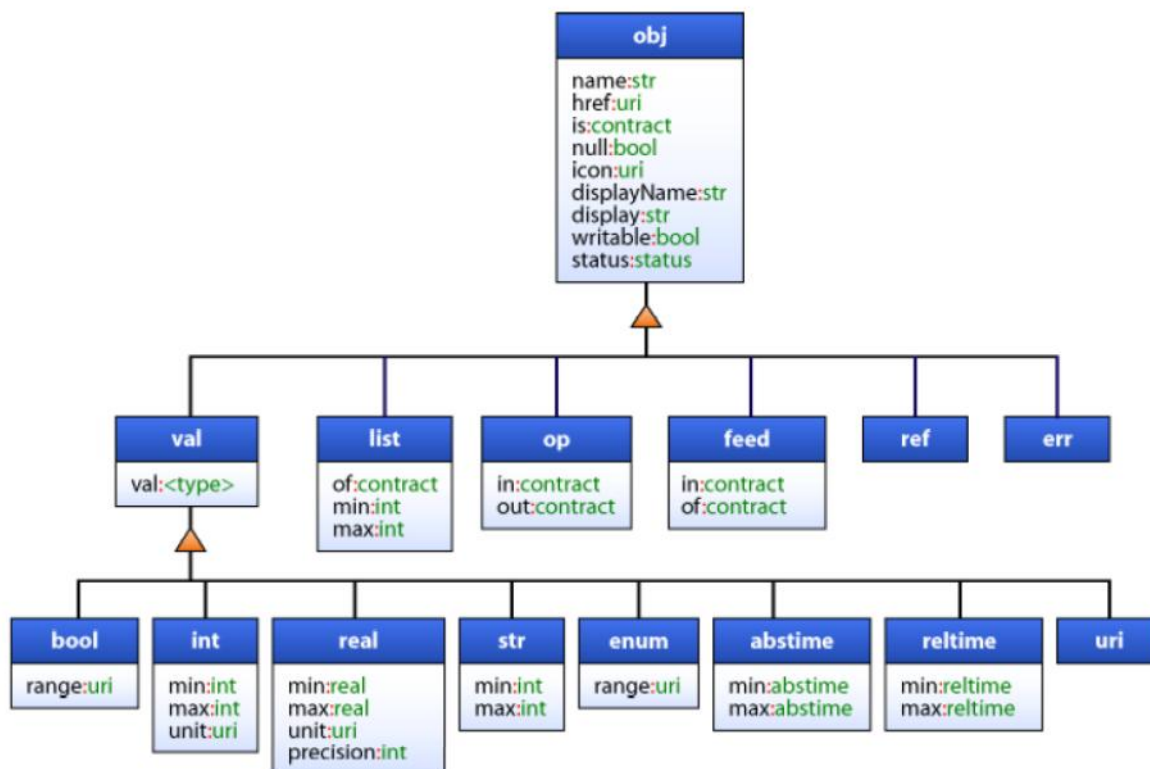 obj
name:str
href:uri
is:contract
null:bool
icon:uri
displayName:str
display:str
writable:bool
status:status
val
val:<type>
list
of:contract
min:int
max:int
op
in:contract
out:contract
feed
in:contract
of:contract
ref
err
bool
range:uri
int
min:int
max:int
unit:uri
real
min:real
max:real
unit:uri
precision:int
str
min:int
max:int
enum
range:uri
abstime
min:abstime
max:abstime
reltime
min:reltime
max:reltime
uri